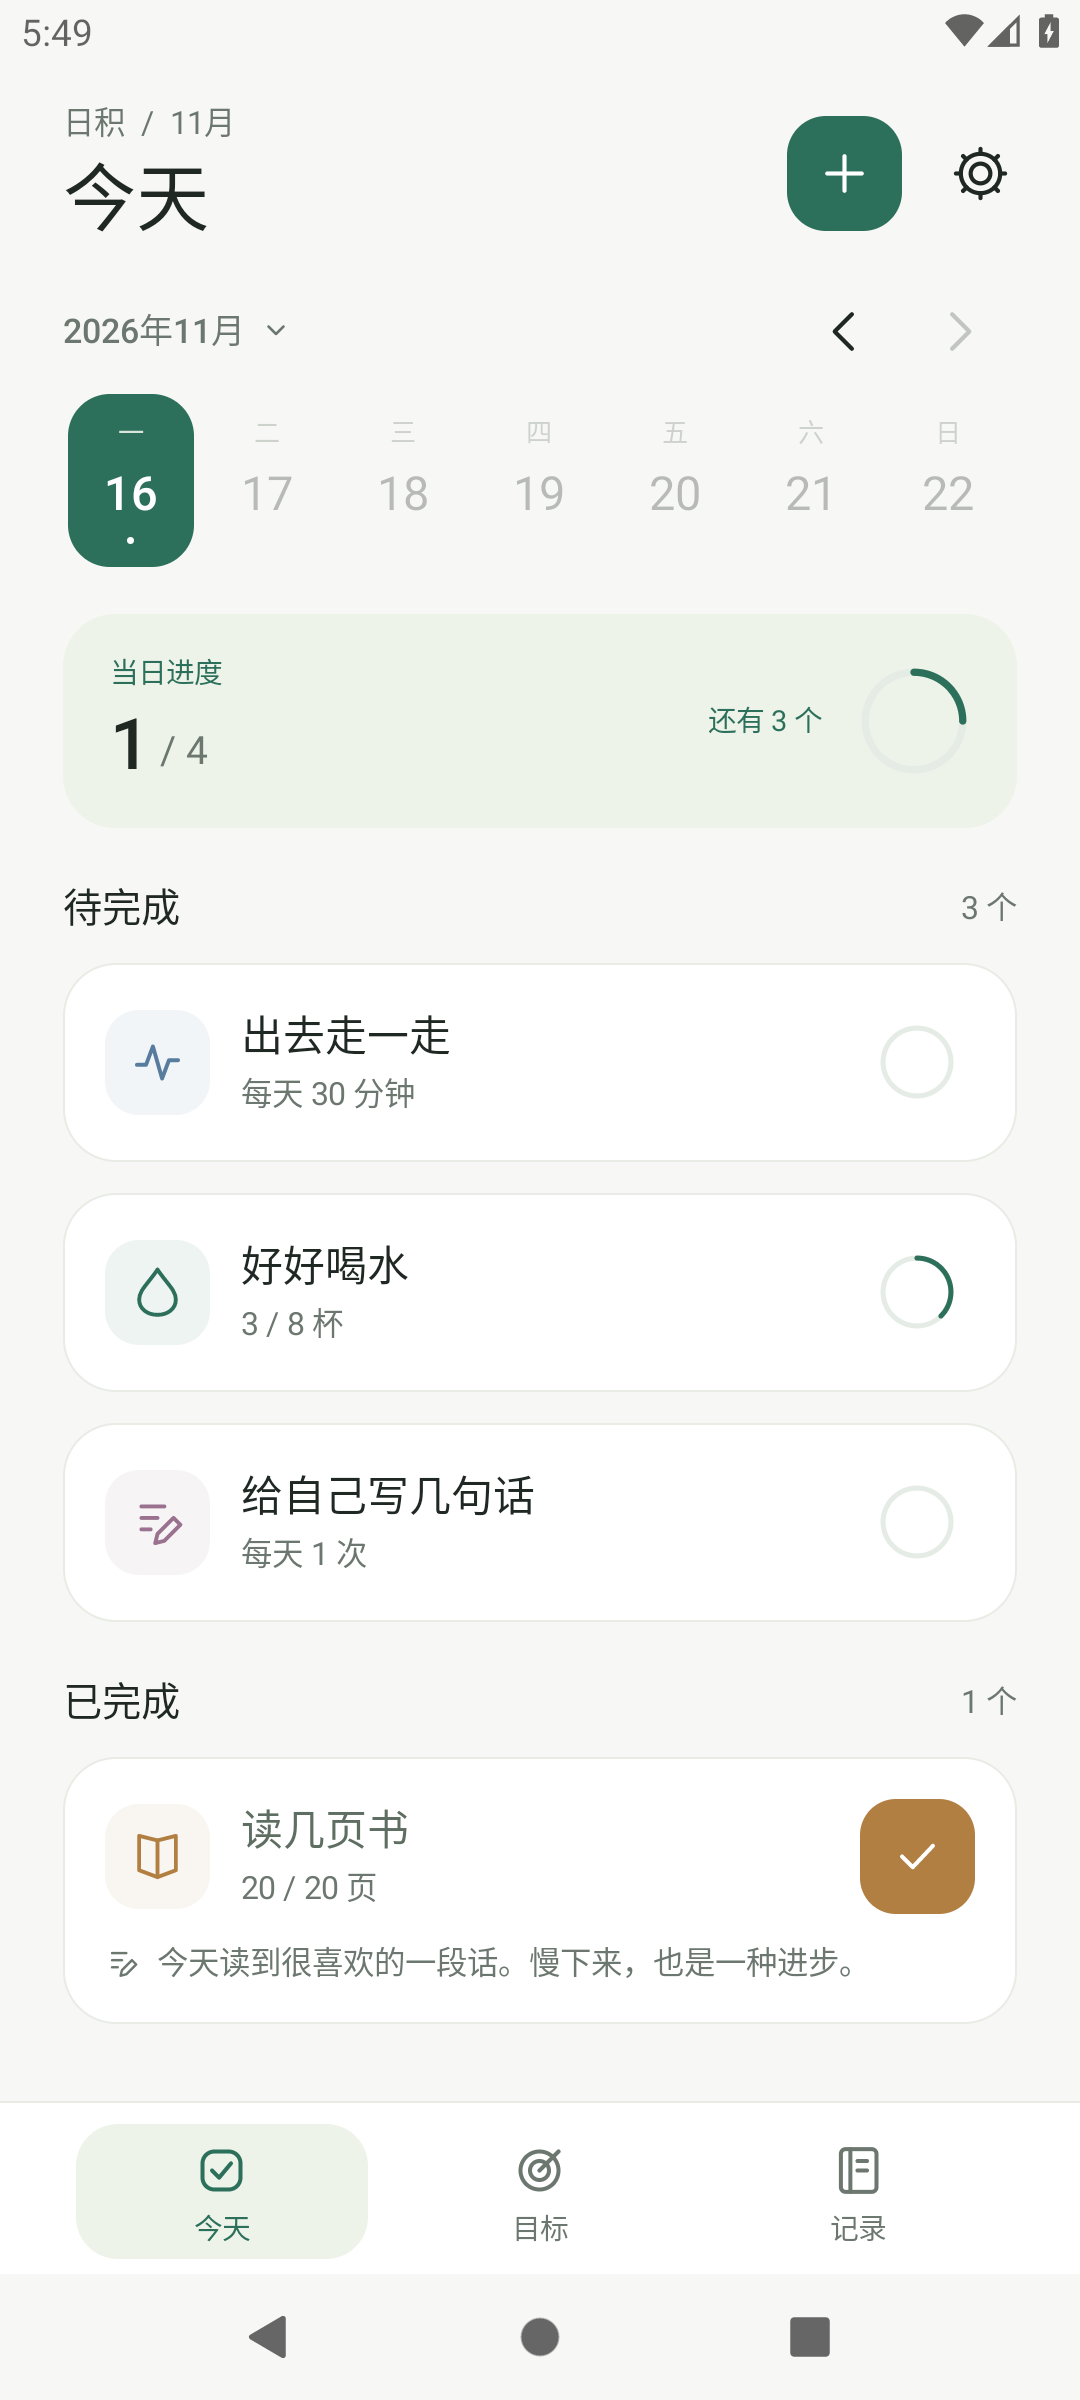 5:49
日积 / 11月
今天
2026年11月
一 二 三 四 五 六 日
16 17 18 19 20 21 22
当日进度
1 / 4
还有 3 个
待完成
3 个
出去走一走
每天 30 分钟
好好喝水
3 / 8 杯
给自己写几句话
每天 1 次
已完成
1 个
读几页书
20 / 20 页
今天读到很喜欢的一段话。慢下来，也是一种进步。
今天 目标 记录